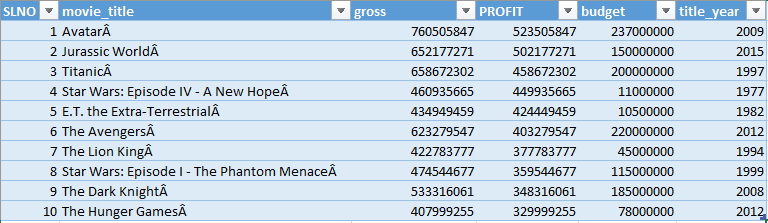 SLNO movie_title gross PROFIT budget title_year
1 AvatarÂ 760505847 523505847 237000000 2009
2 Jurassic WorldÂ 652177271 502177271 150000000 2015
3 TitanicÂ 658672302 458672302 200000000 1997
4 Star Wars: Episode IV - A New HopeÂ 460935665 449935665 11000000 1977
5 E.T. the Extra-TerrestrialÂ 434949459 424449459 10500000 1982
6 The AvengersÂ 623279547 403279547 220000000 2012
7 The Lion KingÂ 422783777 377783777 45000000 1994
8 Star Wars: Episode I - The Phantom MenaceÂ 474544677 359544677 115000000 1999
9 The Dark KnightÂ 533316061 348316061 185000000 2008
10 The Hunger GamesÂ 407999255 329999255 78000000 2012